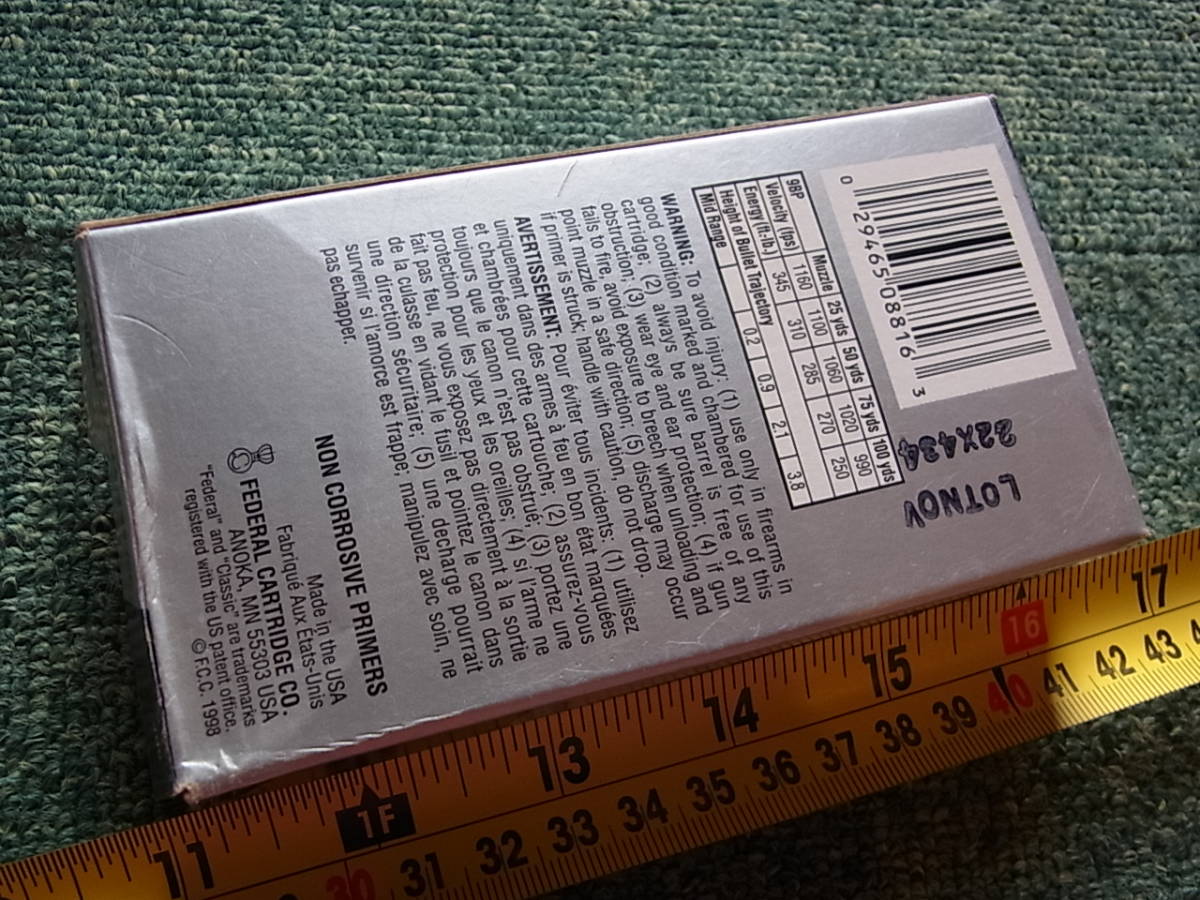 0 29465 08816 3
LOTNOV
22X434
9BP Muzzle 25 yds 50 yds 75 yds 100 yds
Velocity (fps) 1160 1100 1060 1020 990
Energy (ft.-lb.) 345 310 285 270 250
Height of Bullet Trajectory
Mid Range 0.2 0.9 2.1 3.8
WARNING: To avoid injury: (1) use only in firearms in
good condition marked and chambered for use of this
cartridge, (2) always be sure barrel is free of any
obstruction; (3) wear eye and ear protection; (4) if gun
fails to fire, avoid exposure to breech when unloading and
point muzzle in a safe direction; (5) discharge may occur
if primer is struck; handle with caution, do not drop.
AVERTISSEMENT: Pour éviter tous incidents: (1) utilisez
uniquement dans des armes à feu en bon état marquées
et chambrées pour cette cartouche; (2) assurez-vous
toujours que le canon n'est pas obstrué; (3) portez une
protection pour les yeux et les oreilles; (4) si l'arme ne
fait pas feu, ne vous exposez pas directement à la sortie
de la culasse en vidant le fusil et pointez le canon dans
une direction sécuritaire; (5) une decharge pourrait
survenir si l'amorce est frappe; manipulez avec soin, ne
pas echapper.
NON CORROSIVE PRIMERS
Made in the USA
Fabriqué Aux États-Unis
FEDERAL CARTRIDGE CO.
ANOKA, MN 55303 USA
"Federal" and "Classic" are trademarks
registered with the US patent office.
© F.C.C. 1998
11 1F 13 14 15 16 17
30 31 32 33 34 35 36 37 38 39 40 41 42 43